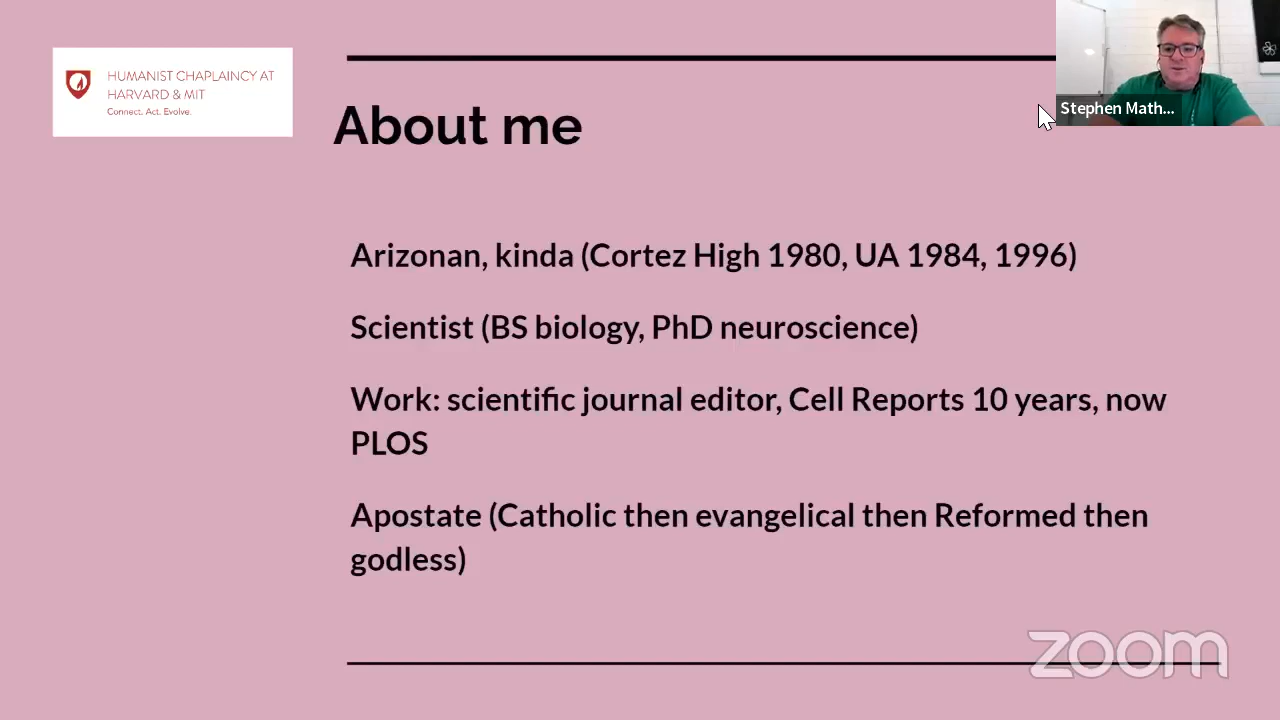 HUMANIST CHAPLAINCY AT
HARVARD & MIT
Connect. Act. Evolve.
Stephen Math...
About me
Arizonan, kinda (Cortez High 1980, UA 1984, 1996)
Scientist (BS biology, PhD neuroscience)
Work: scientific journal editor, Cell Reports 10 years, now
PLOS
Apostate (Catholic then evangelical then Reformed then
godless)
zoom